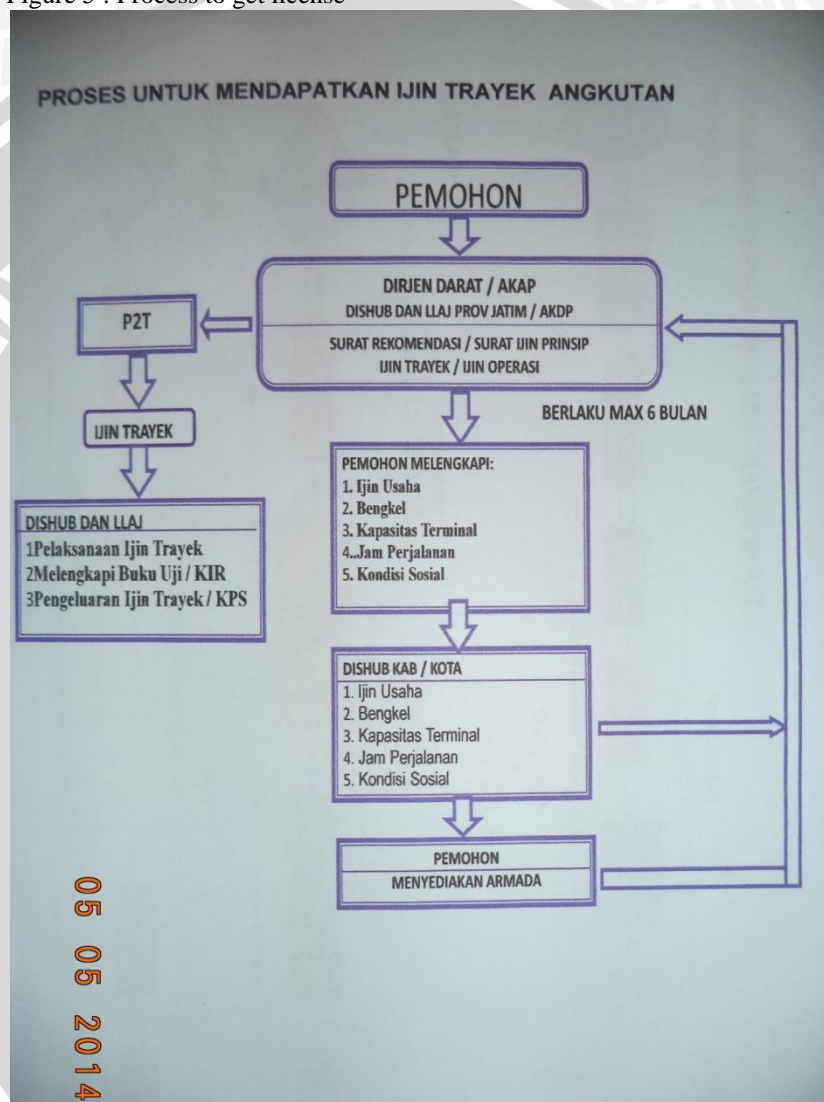 Figure 5 : Process to get license
PROSES UNTUK MENDAPATKAN IJIN TRAYEK ANGKUTAN
PEMOHON
DIRJEN DARAT / AKAP
DISHUB DAN LLAJ PROV JATIM / AKDP
SURAT REKOMENDASI / SURAT IJIN PRINSIP
IJIN TRAYEK / IJIN OPERASI
P2T
IJIN TRAYEK
DISHUB DAN LLAJ
1Pelaksanaan Ijin Trayek
2Melengkapi Buku Uji / KIR
3Pengeluaran Ijin Trayek / KPS
BERLAKU MAX 6 BULAN
PEMOHON MELENGKAPI:
1. Ijin Usaha
2. Bengkel
3. Kapasitas Terminal
4..Jam Perjalanan
5. Kondisi Sosial
DISHUB KAB / KOTA
1. Ijin Usaha
2. Bengkel
3. Kapasitas Terminal
4. Jam Perjalanan
5. Kondisi Sosial
PEMOHON
MENYEDIAKAN ARMADA
05 05 2014